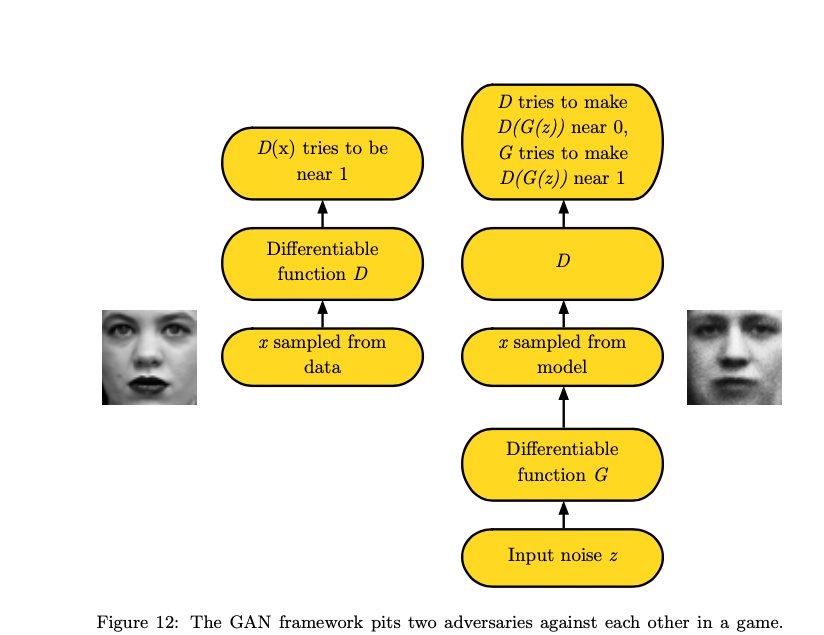 D(x) tries to be
near 1
Differentiable
function D
x sampled from
data
D tries to make
D(G(z)) near 0,
G tries to make
D(G(z)) near 1
D
x sampled from
model
Differentiable
function G
Input noise z
Figure 12: The GAN framework pits two adversaries against each other in a game.